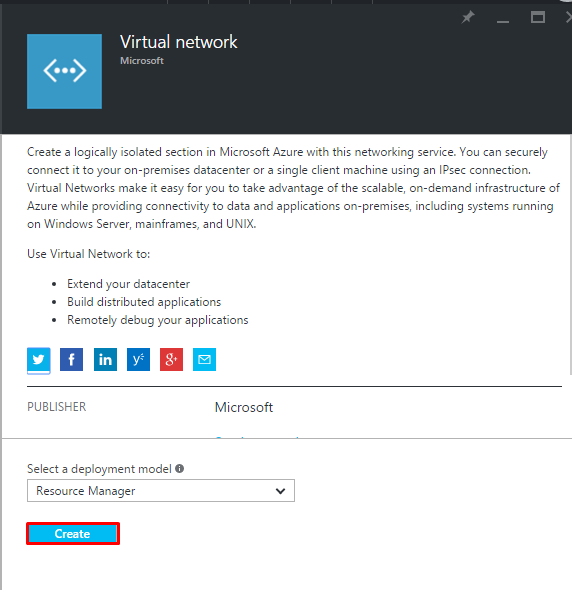 Virtual network
Microsoft
Create a logically isolated section in Microsoft Azure with this networking service. You can securely
connect it to your on-premises datacenter or a single client machine using an IPsec connection.
Virtual Networks make it easy for you to take advantage of the scalable, on-demand infrastructure of
Azure while providing connectivity to data and applications on-premises, including systems running
on Windows Server, mainframes, and UNIX.
Use Virtual Network to:
• Extend your datacenter
• Build distributed applications
• Remotely debug your applications
f in y g+
PUBLISHER Microsoft
Select a deployment model
Resource Manager
Create